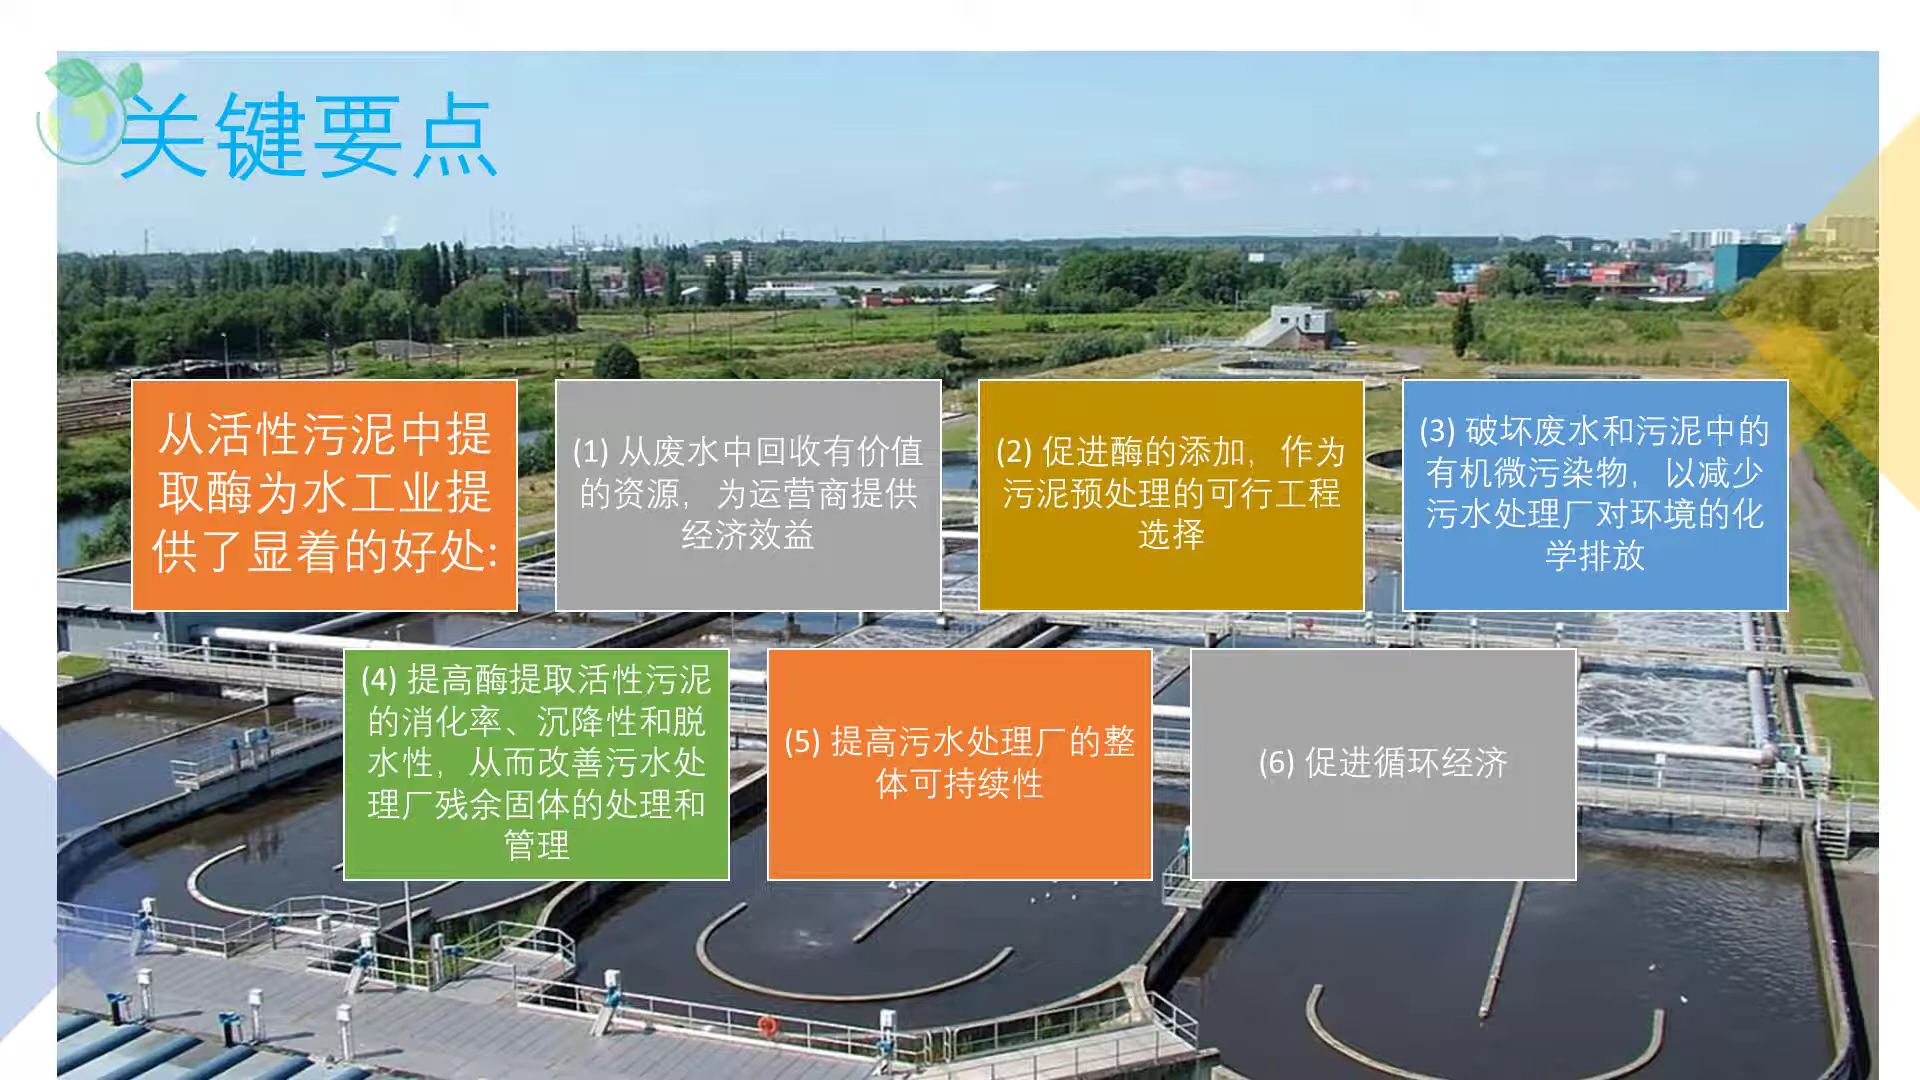 关键要点
从活性污泥中提
取酶为水工业提
供了显着的好处:
(1) 从废水中回收有价值
的资源，为运营商提供
经济效益
(2) 促进酶的添加，作为
污泥预处理的可行工程
选择
(3) 破坏废水和污泥中的
有机微污染物，以减少
污水处理厂对环境的化
学排放
(4) 提高酶提取活性污泥
的消化率、沉降性和脱
水性，从而改善污水处
理厂残余固体的处理和
管理
(5) 提高污水处理厂的整
体可持续性
(6) 促进循环经济